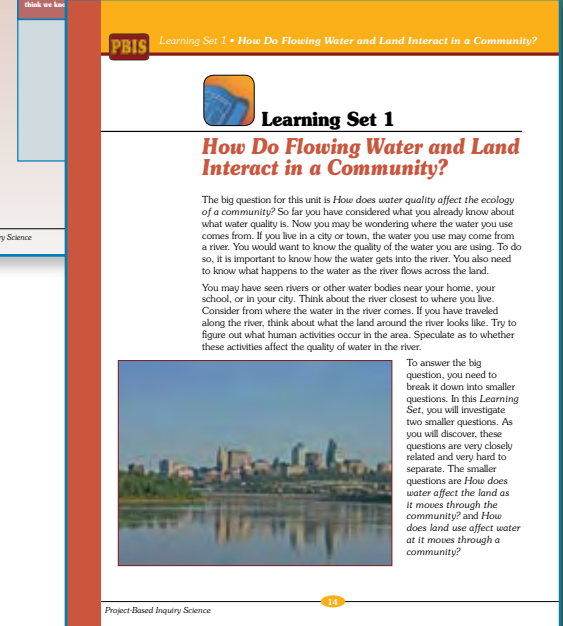 think we kno
ry Science
PBIS
Learning Set 1 • How Do Flowing Water and Land Interact in a Community?
Learning Set 1
How Do Flowing Water and Land
Interact in a Community?
The big question for this unit is How does water quality affect the ecology
of a community? So far you have considered what you already know about
what water quality is. Now you may be wondering where the water you use
comes from. If you live in a city or town, the water you use may come from
a river. You would want to know the quality of the water you are using. To do
so, it is important to know how the water gets into the river. You also need
to know what happens to the water as the river flows across the land.
You may have seen rivers or other water bodies near your home, your
school, or in your city. Think about the river closest to where you live.
Consider from where the water in the river comes. If you have traveled
along the river, think about what the land around the river looks like. Try to
figure out what human activities occur in the area. Speculate as to whether
these activities affect the quality of water in the river.
To answer the big
question, you need to
break it down into smaller
questions. In this Learning
Set, you will investigate
two smaller questions. As
you will discover, these
questions are very closely
related and very hard to
separate. The smaller
questions are How does
water affect the land as
it moves through the
community? and How
does land use affect water
at it moves through a
community?
14
Project-Based Inquiry Science